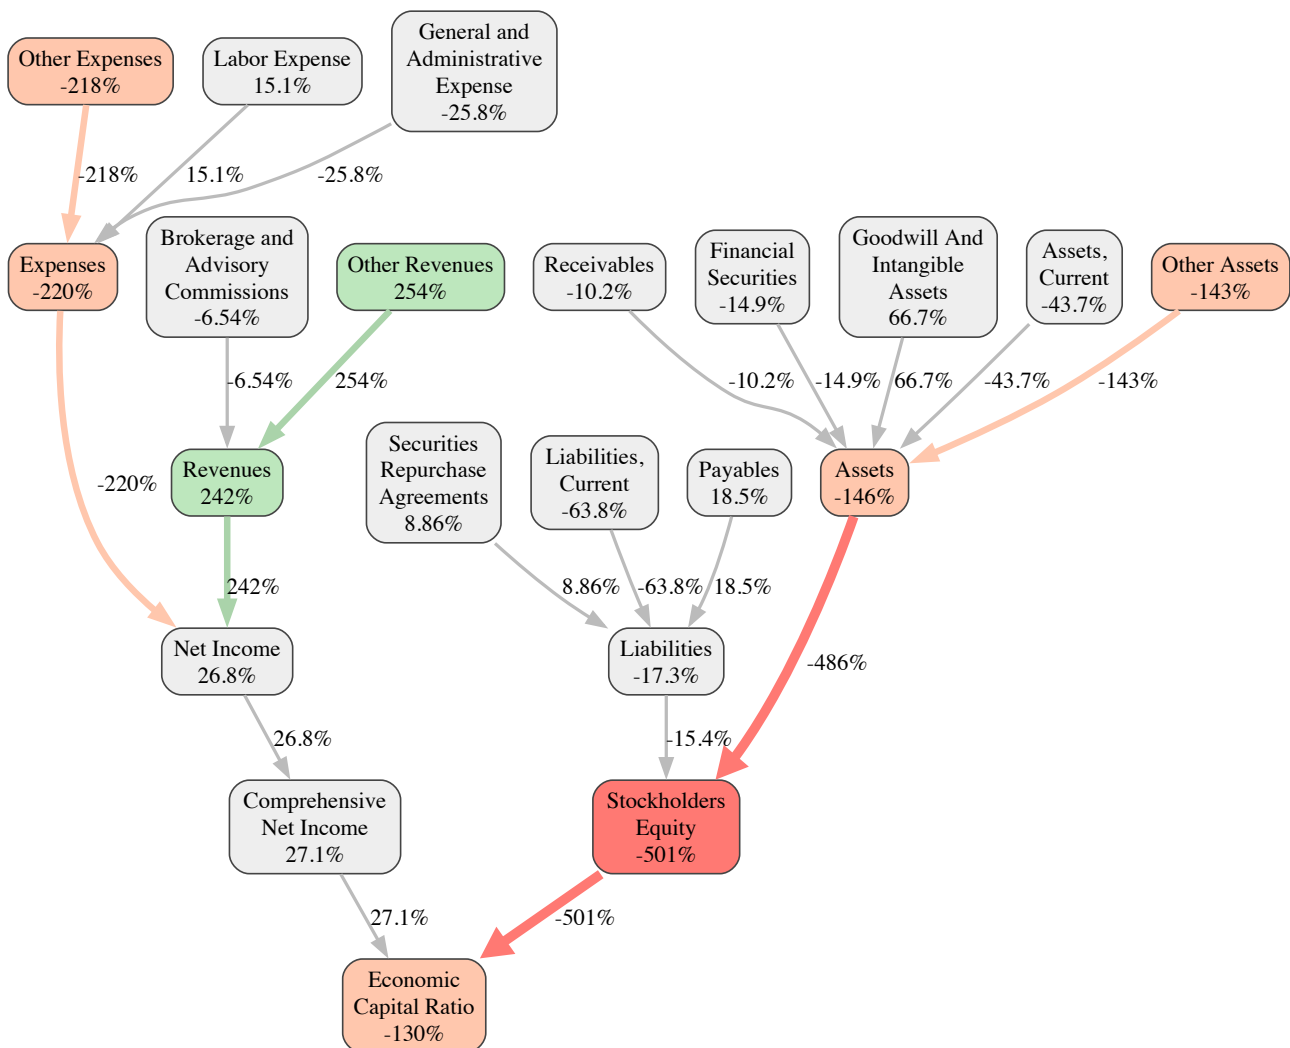 Other Expenses
-218%
Labor Expense
15.1%
General and
Administrative
Expense
-25.8%
-218%
15.1%
-25.8%
Expenses
-220%
Brokerage and
Advisory
Commissions
-6.54%
Other Revenues
254%
Receivables
-10.2%
Financial
Securities
-14.9%
Goodwill And
Intangible
Assets
66.7%
Assets,
Current
-43.7%
Other Assets
-143%
-6.54%
254%
-10.2%
-14.9%
66.7%
-43.7%
-143%
-220%
Revenues
242%
Securities
Repurchase
Agreements
8.86%
Liabilities,
Current
-63.8%
Payables
18.5%
Assets
-146%
242%
8.86%
-63.8%
18.5%
Net Income
26.8%
Liabilities
-17.3%
-486%
26.8%
-15.4%
Comprehensive
Net Income
27.1%
Stockholders
Equity
-501%
27.1%
-501%
Economic
Capital Ratio
-130%